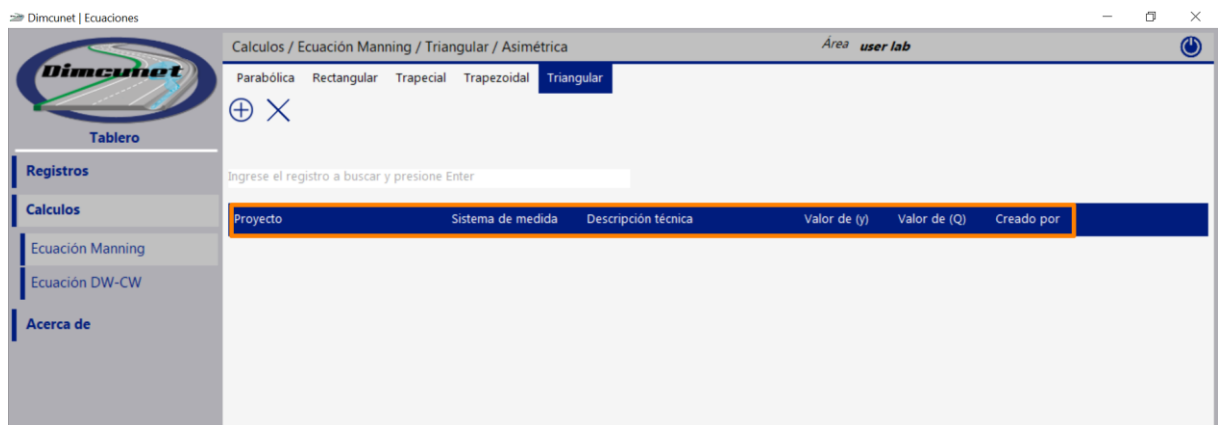 Dimcunet | Ecuaciones
Dimcunet
Tablero
Registros
Calculos
Ecuación Manning
Ecuación DW-CW
Acerca de
Calculos / Ecuación Manning / Triangular / Asimétrica
Área user lab
Parabólica Rectangular Trapecial Trapezoidal Triangular
Ingrese el registro a buscar y presione Enter
Proyecto Sistema de medida Descripción técnica Valor de (y) Valor de (Q) Creado por